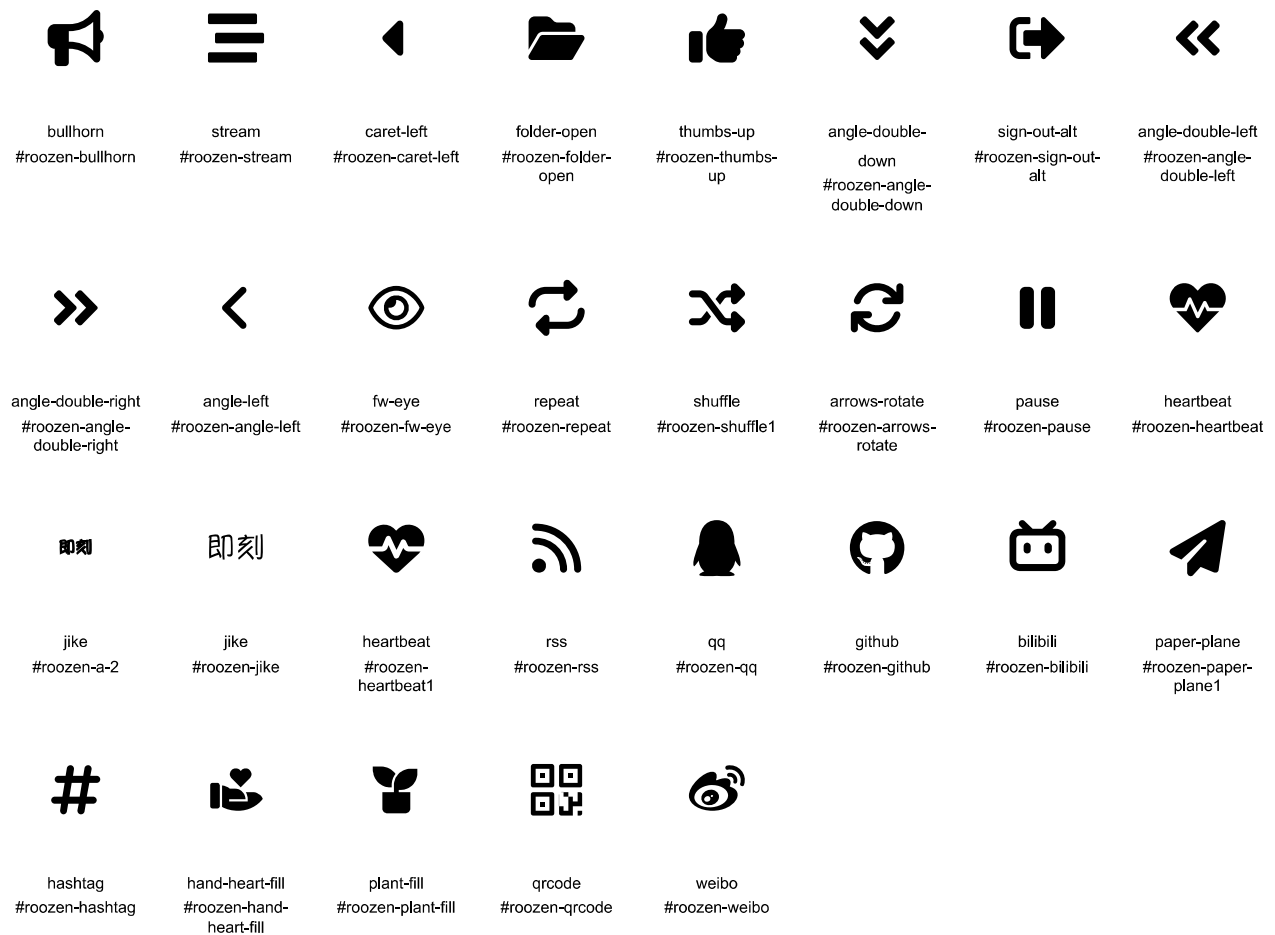 bullhorn
#roozen-bullhorn
stream
#roozen-stream
caret-left
#roozen-caret-left
folder-open
#roozen-folder-
open
thumbs-up
#roozen-thumbs-
up
angle-double-
down
#roozen-angle-
double-down
sign-out-alt
#roozen-sign-out-
alt
angle-double-left
#roozen-angle-
double-left
angle-double-right
#roozen-angle-
double-right
angle-left
#roozen-angle-left
fw-eye
#roozen-fw-eye
repeat
#roozen-repeat
shuffle
#roozen-shuffle1
arrows-rotate
#roozen-arrows-
rotate
pause
#roozen-pause
heartbeat
#roozen-heartbeat
即刻
jike
#roozen-a-2
即刻
jike
#roozen-jike
heartbeat
#roozen-
heartbeat1
rss
#roozen-rss
qq
#roozen-qq
github
#roozen-github
bilibili
#roozen-bilibili
paper-plane
#roozen-paper-
plane1
hashtag
#roozen-hashtag
hand-heart-fill
#roozen-hand-
heart-fill
plant-fill
#roozen-plant-fill
qrcode
#roozen-qrcode
weibo
#roozen-weibo